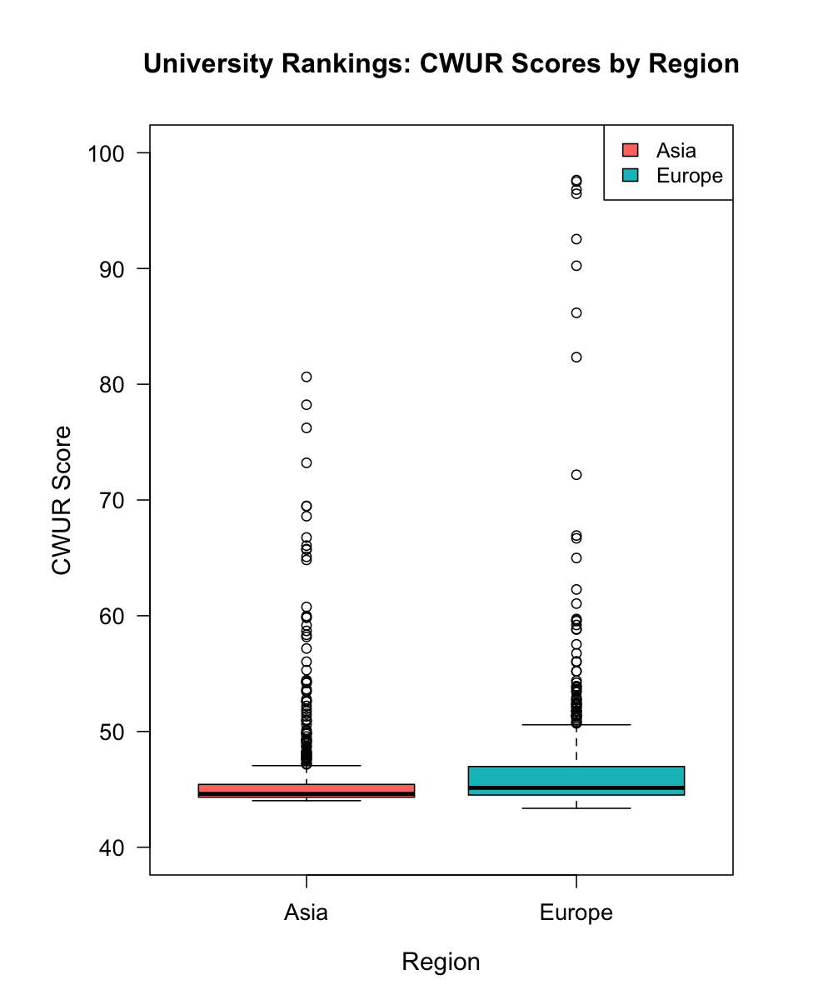 University Rankings: CWUR Scores by Region
Asia
Europe
100
90
80
70
60
50
40
CWUR Score
Asia
Europe
Region